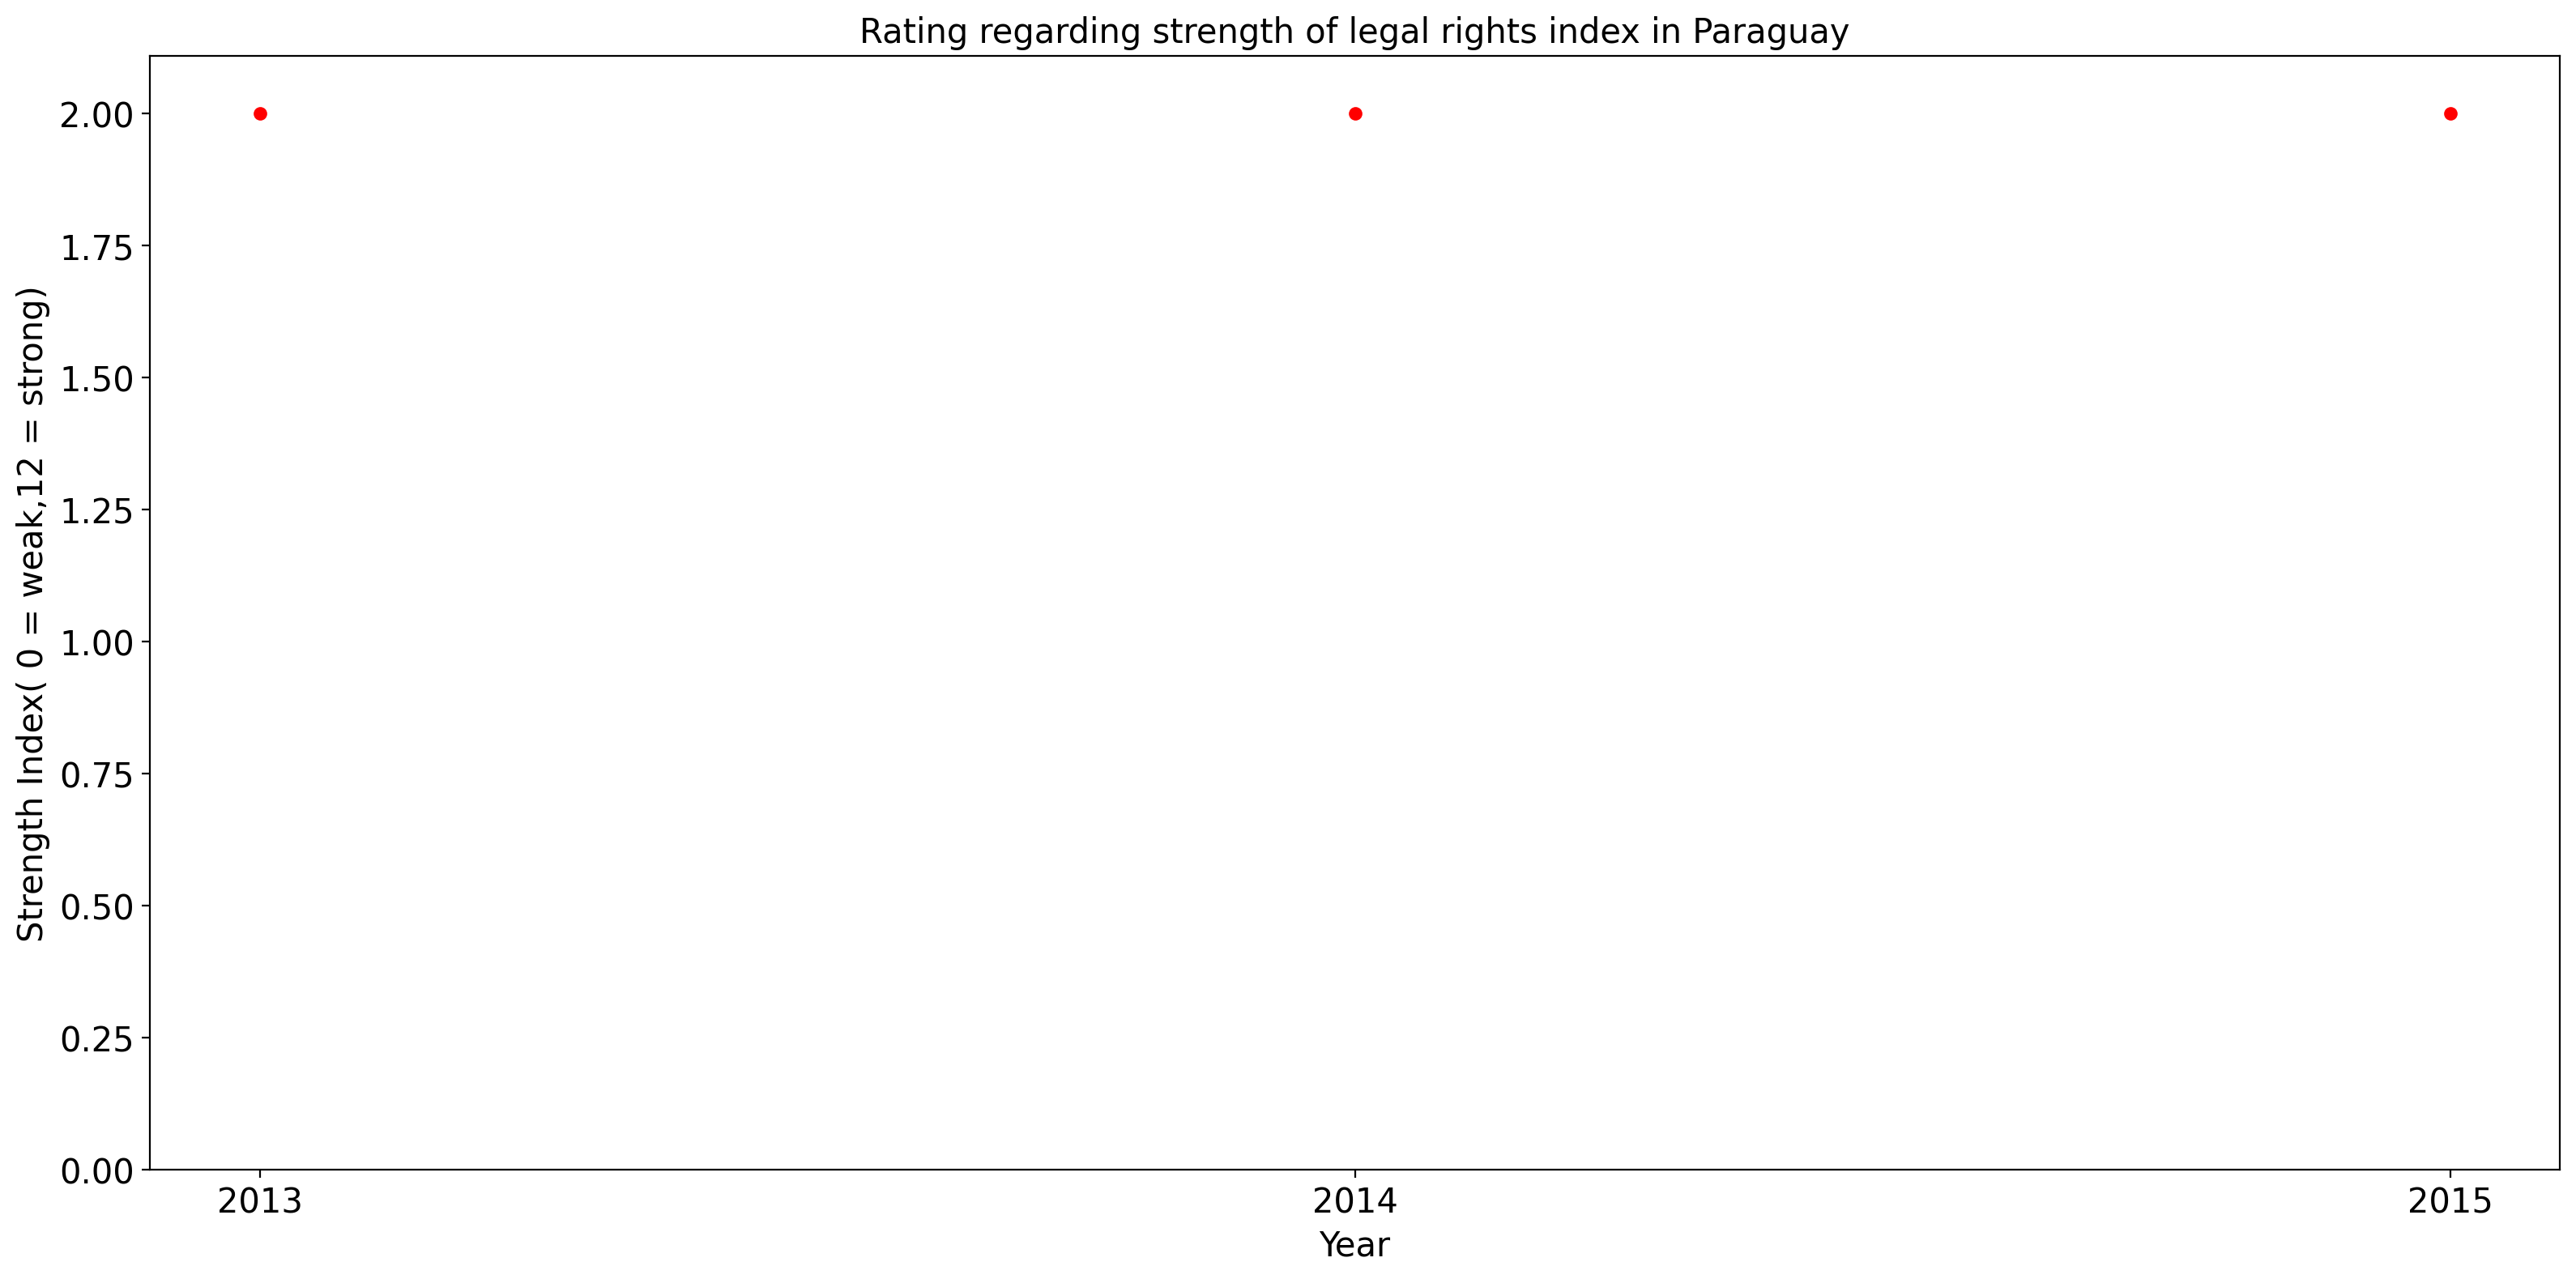 Rating regarding strength of legal rights index in Paraguay
Strength Index( 0 = weak,12 = strong)
2.00
1.75
1.50
1.25
1.00
0.75
0.50
0.25
0.00
2013 2014 2015
Year